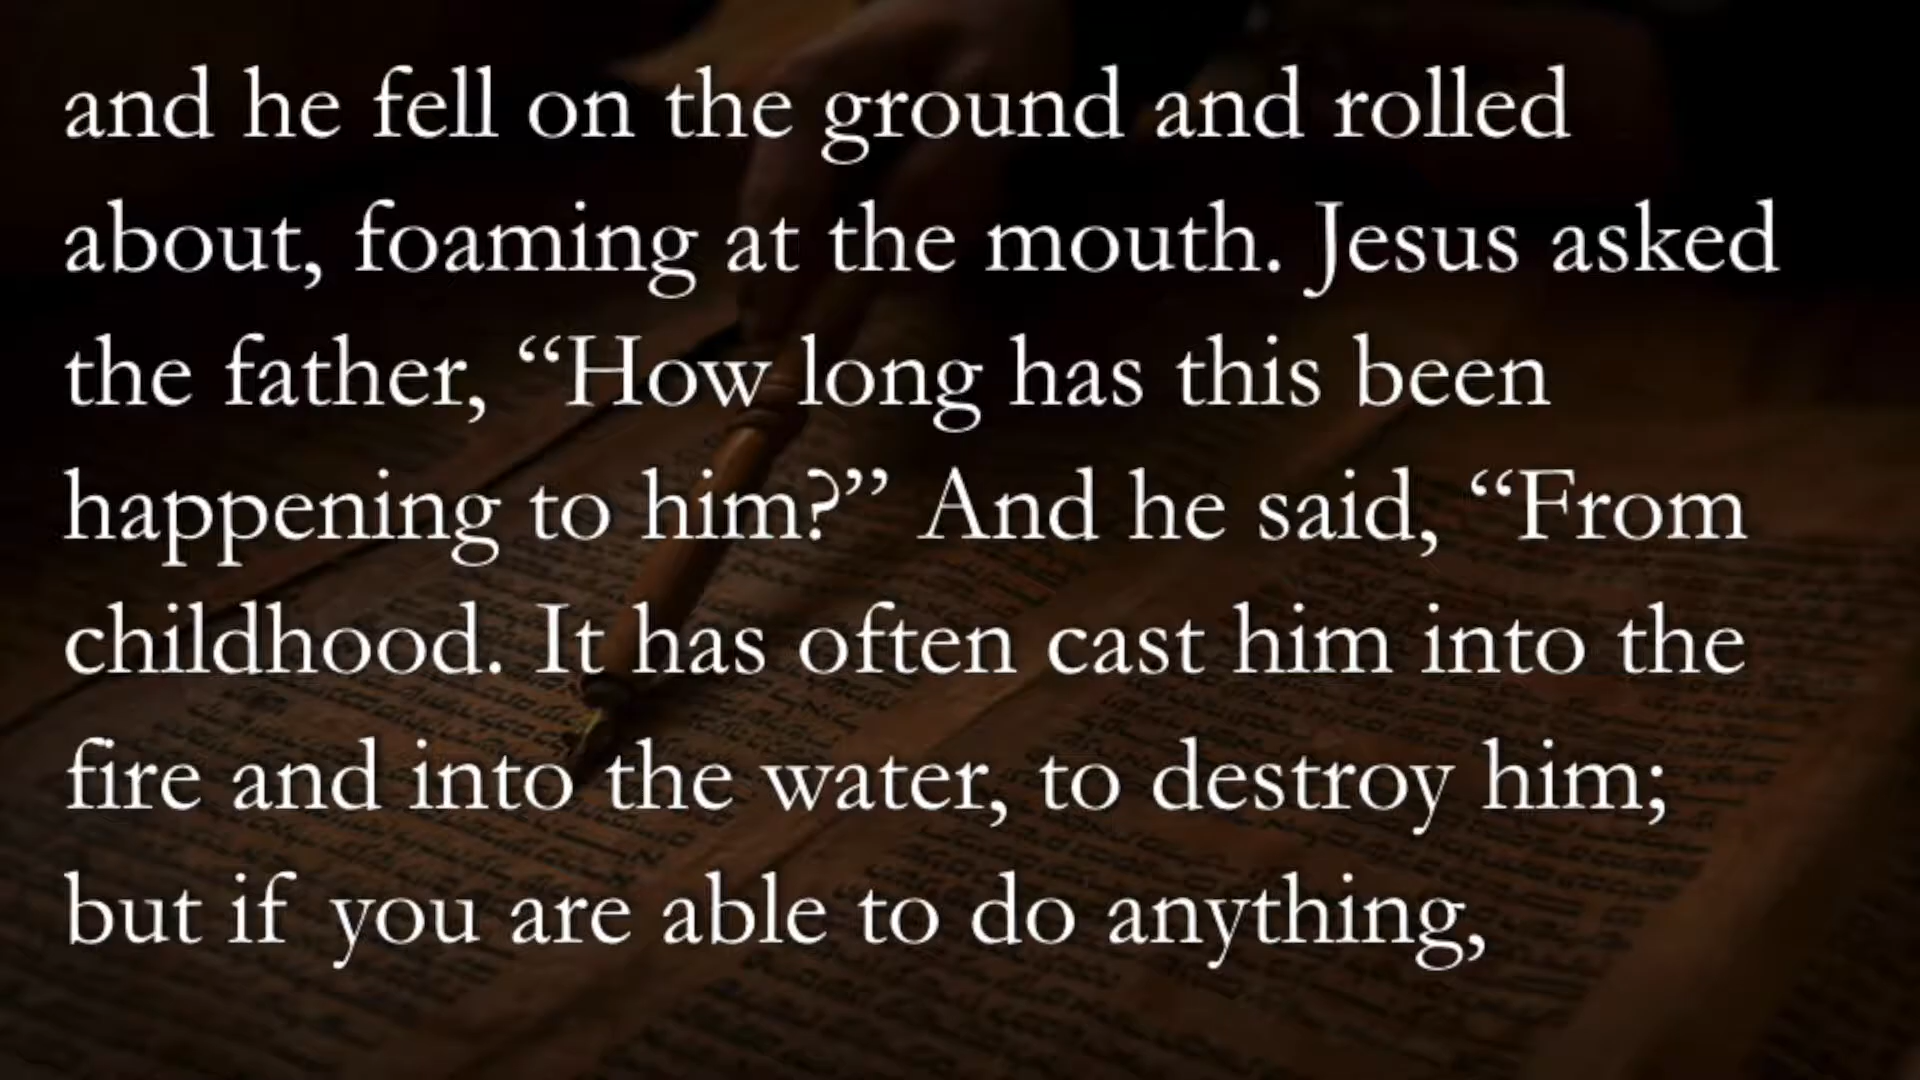 and he fell on the ground and rolled
about, foaming at the mouth. Jesus asked
the father, “How long has this been
happening to him?” And he said, “From
childhood. It has often cast him into the
fire and into the water, to destroy him;
but if you are able to do anything,